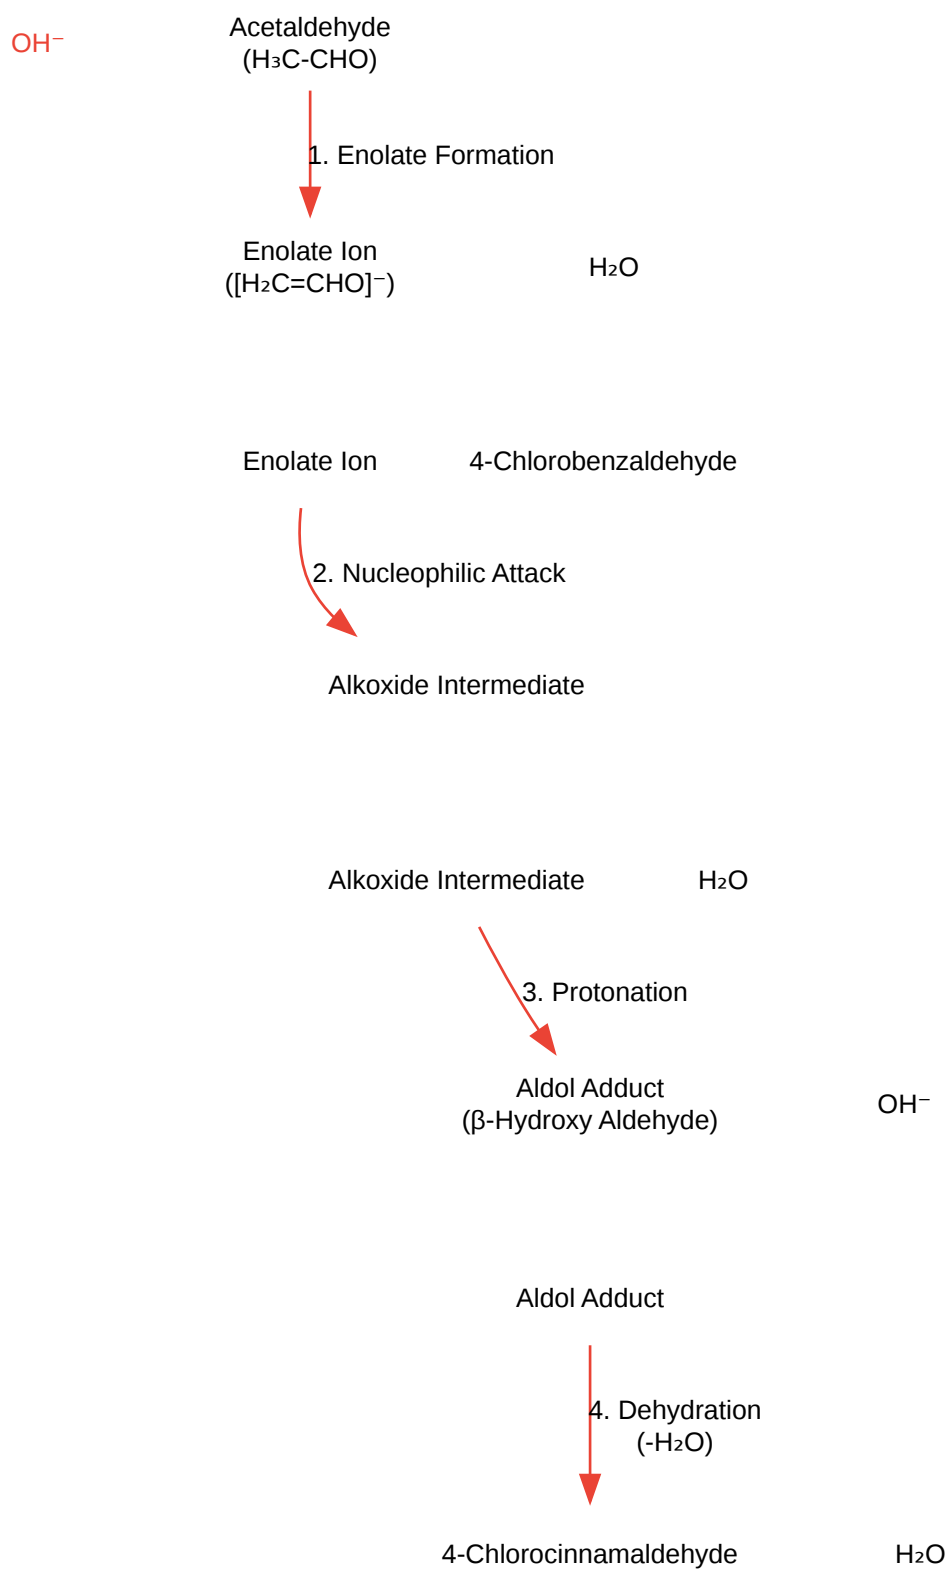 OH⁻
Acetaldehyde
(H₃C-CHO)
1. Enolate Formation
Enolate Ion
([H₂C=CHO]⁻)
H₂O
Enolate Ion
4-Chlorobenzaldehyde
2. Nucleophilic Attack
Alkoxide Intermediate
Alkoxide Intermediate
H₂O
3. Protonation
Aldol Adduct
(β-Hydroxy Aldehyde)
OH⁻
Aldol Adduct
4. Dehydration
(-H₂O)
4-Chlorocinnamaldehyde
H₂O